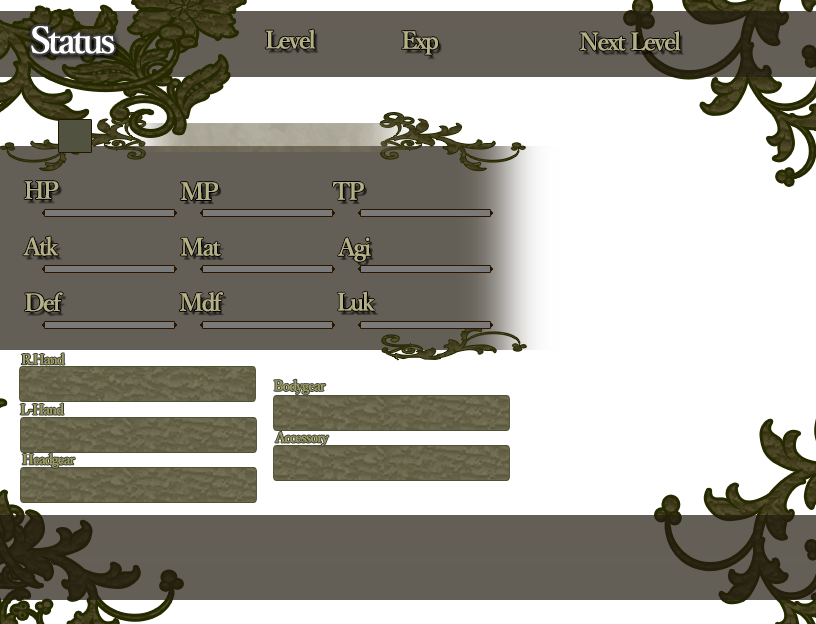 Status Level Exp Next Level
HP MP TP
Atk Mat Agi
Def Mdf Luk
R.Hand
Bodygear
L-Hand
Accessory
Headgear